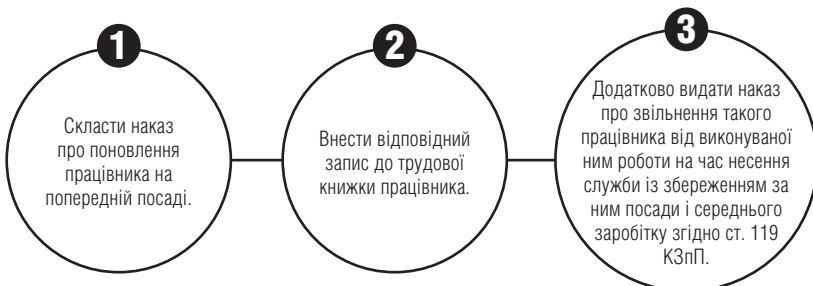 1
Скласти наказ
про поновлення
працівника на
попередній посаді.
2
Внести відповідний
запис до трудової
книжки працівника.
3
Додатково видати наказ
про звільнення такого
працівника від виконуваної
ним роботи на час несення
служби із збереженням за
ним посади і середнього
заробітку згідно ст. 119
КЗпП.